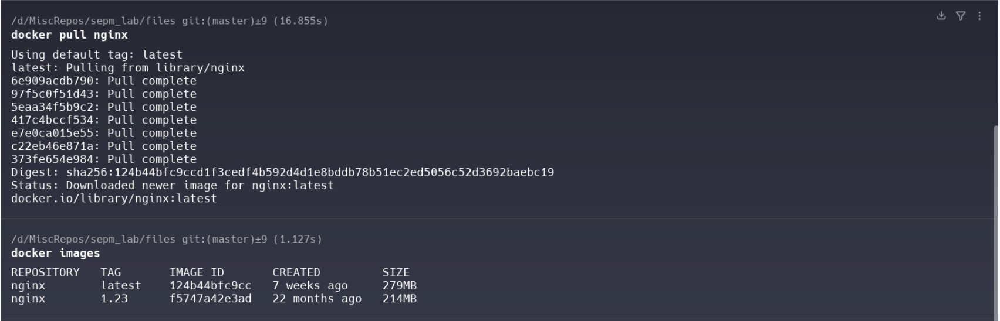 /d/MiscRepos/sepm_lab/files git:(master)±9 (16.855s)
docker pull nginx
Using default tag: latest
latest: Pulling from library/nginx
6e909acdb790: Pull complete
97f5c0f51d43: Pull complete
5eaa34f5b9c2: Pull complete
417c4bccf534: Pull complete
e7e0ca015e55: Pull complete
c22eb46e871a: Pull complete
373fe654e984: Pull complete
Digest: sha256:124b44bfc9ccd1f3cedf4b592d4d1e8bddb78b51ec2ed5056c52d3692baebc19
Status: Downloaded newer image for nginx:latest
docker.io/library/nginx:latest
/d/MiscRepos/sepm_lab/files git:(master)±9 (1.127s)
docker images
REPOSITORY   TAG       IMAGE ID       CREATED         SIZE
nginx        latest    124b44bfc9cc   7 weeks ago     279MB
nginx        1.23      f5747a42e3ad   22 months ago   214MB